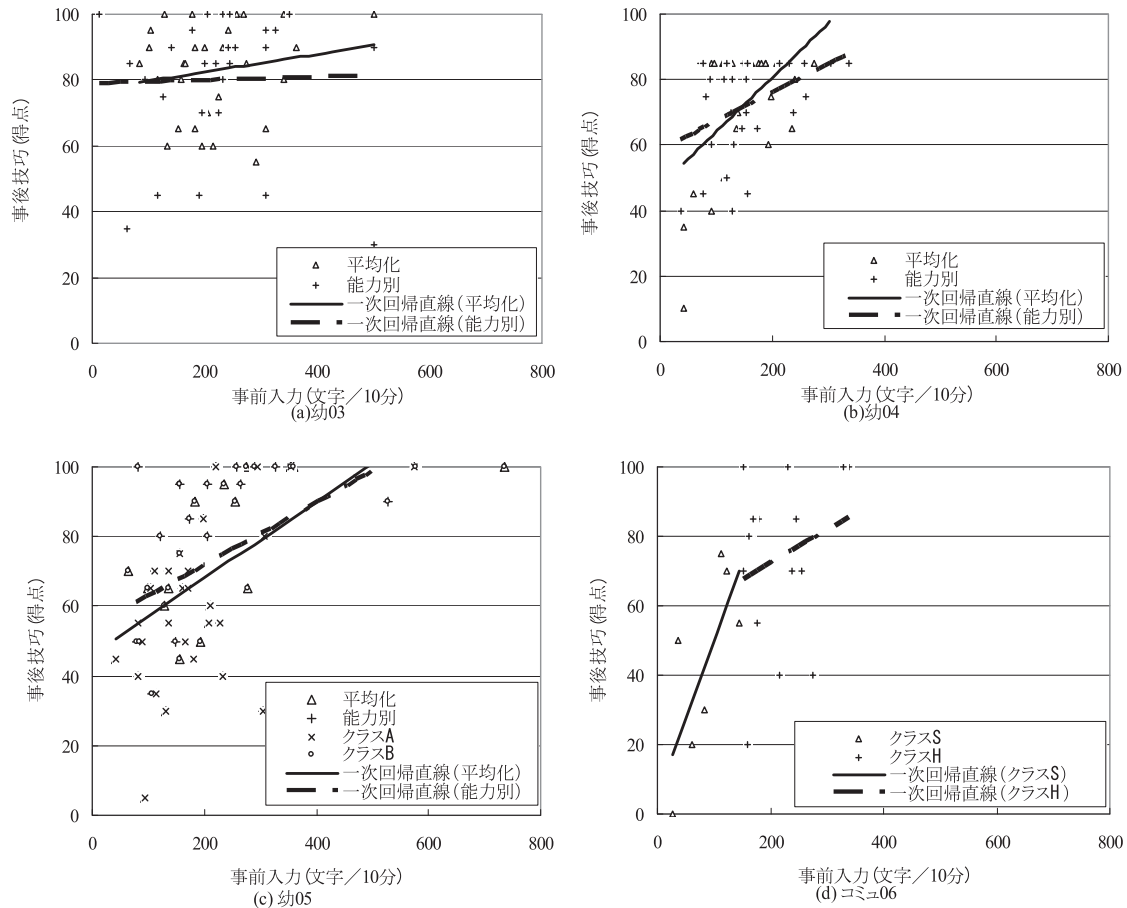 100
80
60
40
20
0
事後技巧(得点)
平均化
能力別
一次回帰直線(平均化)
一次回帰直線(能力別)
0 200 400 600 800
事前入力(文字／10分)
(a)幼03
100
80
60
40
20
0
事後技巧(得点)
平均化
能力別
一次回帰直線(平均化)
一次回帰直線(能力別)
0 200 400 600 800
事前入力(文字／10分)
(b)幼04
100
80
60
40
20
0
事後技巧(得点)
平均化
能力別
クラスA
クラスB
一次回帰直線(平均化)
一次回帰直線(能力別)
0 200 400 600 800
事前入力(文字／10分)
(c) 幼05
100
80
60
40
20
0
事後技巧(得点)
クラスS
クラスH
一次回帰直線(クラスS)
一次回帰直線(クラスH)
0 200 400 600 800
事前入力(文字／10分)
(d) コミュ06